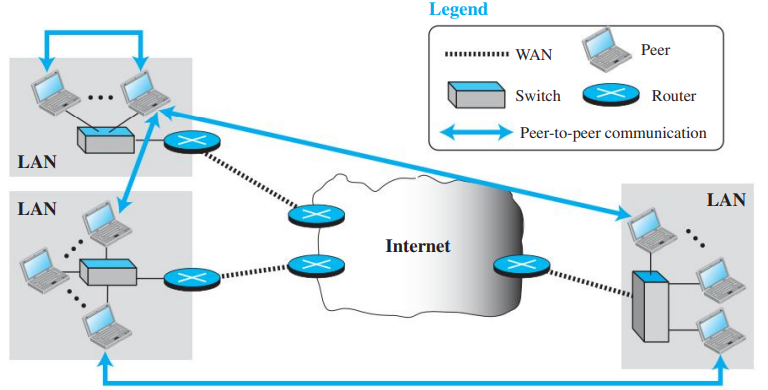 Legend
WAN
Peer
Switch
Router
Peer-to-peer communication
LAN
LAN
Internet
LAN